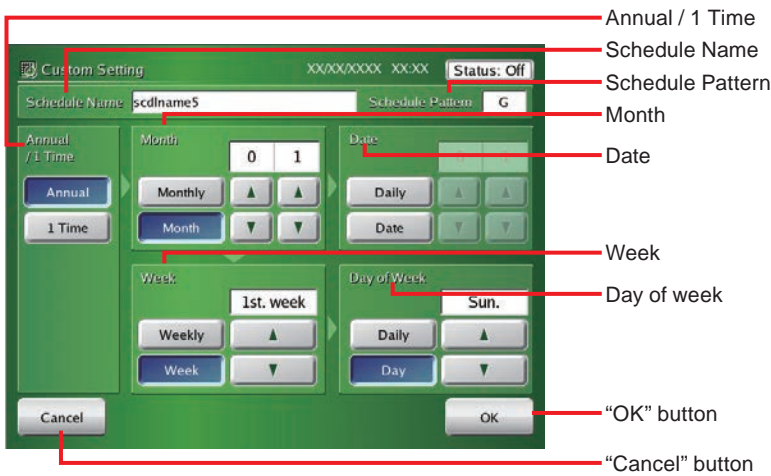 Annual / 1 Time
Custom Setting XX/XX/XXXX XX:XX Status: Off
Schedule Name
Schedule Name scdlname5 Schedule Pattern G
Schedule Pattern
Annual / 1 Time
Month 0 1
Date 0 1
Month
Date
Annual
1 Time
Monthly
Month
Daily
Date
Week 1st. week
Day of Week Sun.
Week
Day of week
Weekly
Week
Daily
Day
Cancel
OK
“OK” button
“Cancel” button